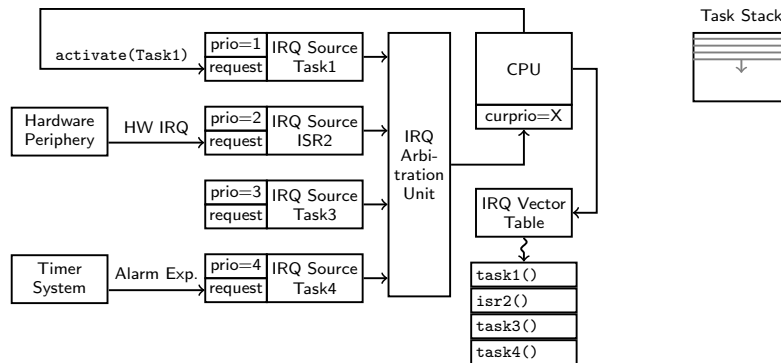 Task Stack
prio=1
request
IRQ Source
Task1
activate(Task1)
CPU
curprio=X
Hardware
Periphery
HW IRQ
prio=2
request
IRQ Source
ISR2
IRQ
Arbi-
tration
Unit
prio=3
request
IRQ Source
Task3
IRQ Vector
Table
Timer
System
Alarm Exp.
prio=4
request
IRQ Source
Task4
task1()
isr2()
task3()
task4()